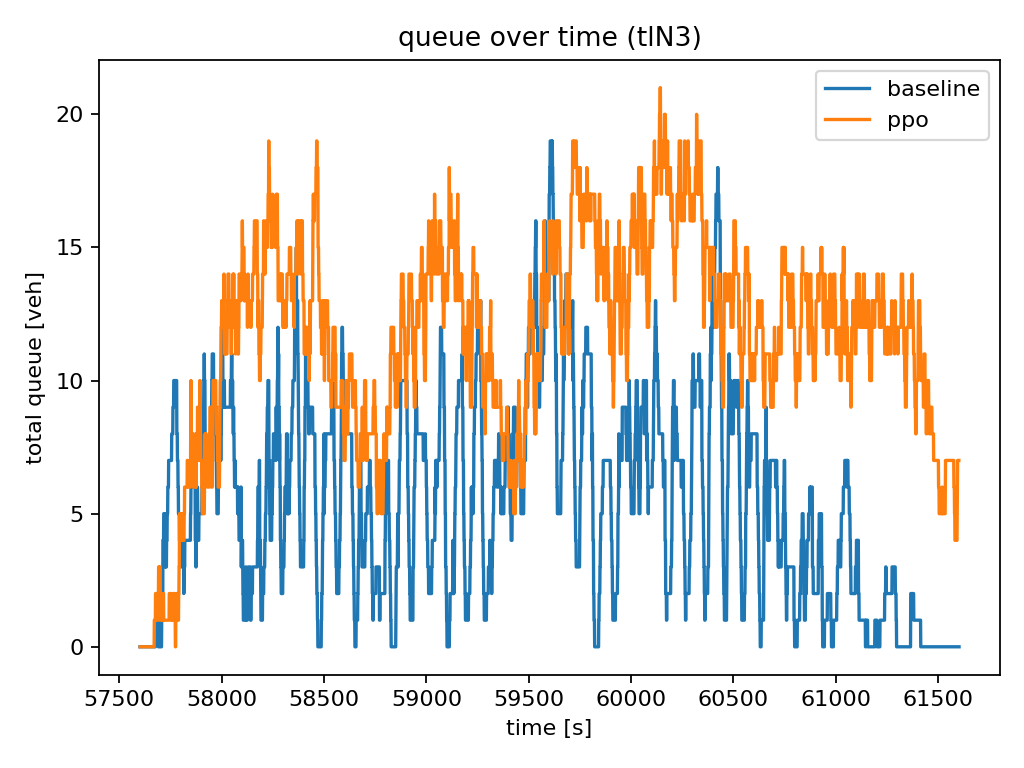 queue over time (tlN3)
baseline
ppo
total queue [veh]
20
15
10
5
0
57500 58000 58500 59000 59500 60000 60500 61000 61500
time [s]